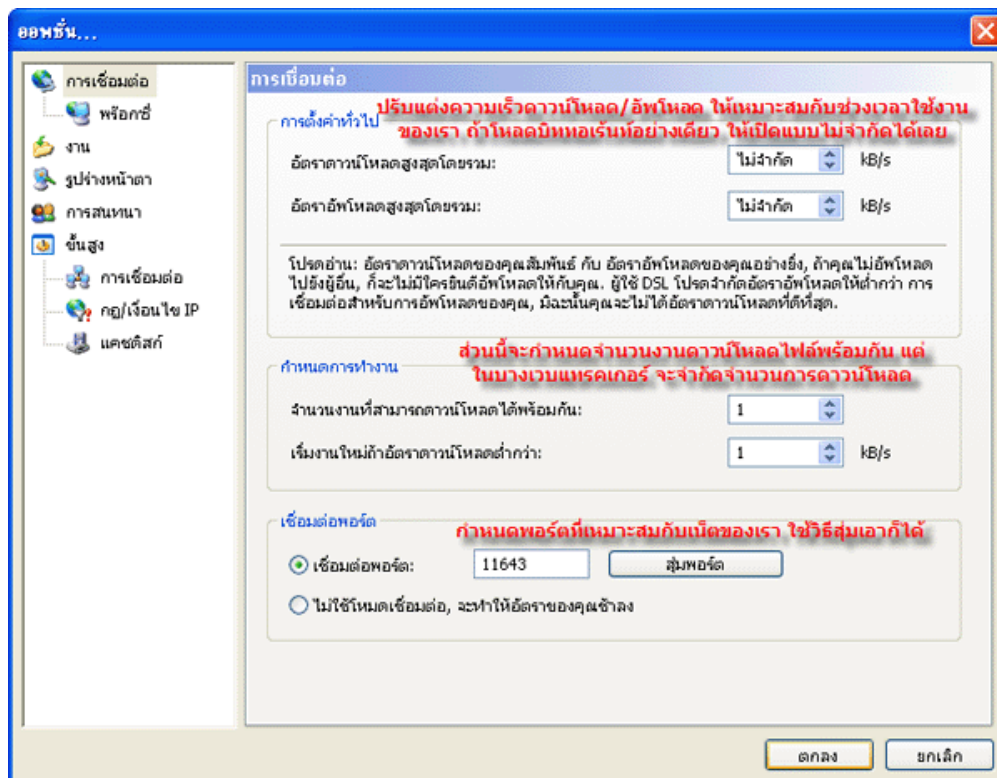 ออพชั่น...
การเชื่อมต่อ
พร๊อกซี่
งาน
รูปร่างหน้าตา
การสนทนา
ขั้นสูง
การเชื่อมต่อ
กฎ/เงื่อนไข IP
แคชดิสก์
การเชื่อมต่อ
ปรับแต่งความเร็วดาวน์โหลด/อัพโหลด ให้เหมาะสมกับช่วงเวลาใช้งาน
ของเรา ถ้าโหลดบิททอเร้นท์อย่างเดียว ให้เปิดแบบไม่จำกัดได้เลย
การตั้งค่าทั่วไป
อัตราดาวน์โหลดสูงสุดโดยรวม: ไม่จำกัด kB/s
อัตราอัพโหลดสูงสุดโดยรวม: ไม่จำกัด kB/s
โปรดอ่าน: อัตราดาวน์โหลดของคุณสัมพันธ์ กับ อัตราอัพโหลดของคุณอย่างยิ่ง, ถ้าคุณไม่อัพโหลด
ไปยังผู้อื่น, ก็จะไม่มีใครยินดีอัพโหลดให้กับคุณ. ผู้ใช้ DSL โปรดจำกัดอัตราอัพโหลดให้ต่ำกว่า การ
เชื่อมต่อสำหรับการอัพโหลดของคุณ, มิฉะนั้นคุณจะไม่ได้อัตราดาวน์โหลดที่ดีที่สุด.
ส่วนนี้จะกำหนดจำนวนงานดาวน์โหลดไฟล์พร้อมกัน แต่
ในบางเวบแทรคเกอร์ จะจำกัดจำนวนการดาวน์โหลด
กำหนดการทำงาน
จำนวนงานที่สามารถดาวน์โหลดได้พร้อมกัน: 1
เริ่มงานใหม่ถ้าอัตราดาวน์โหลดต่ำกว่า: 1 kB/s
เชื่อมต่อพอร์ต
กำหนดพอร์ตที่เหมาะสมกับเน็ตของเรา ใช้วิธีสุ่มเอาก็ได้
เชื่อมต่อพอร์ต: 11643 สุ่มพอร์ต
ไม่ใช้โหมดเชื่อมต่อ, จะทำให้อัตราของคุณช้าลง
ตกลง ยกเลิก